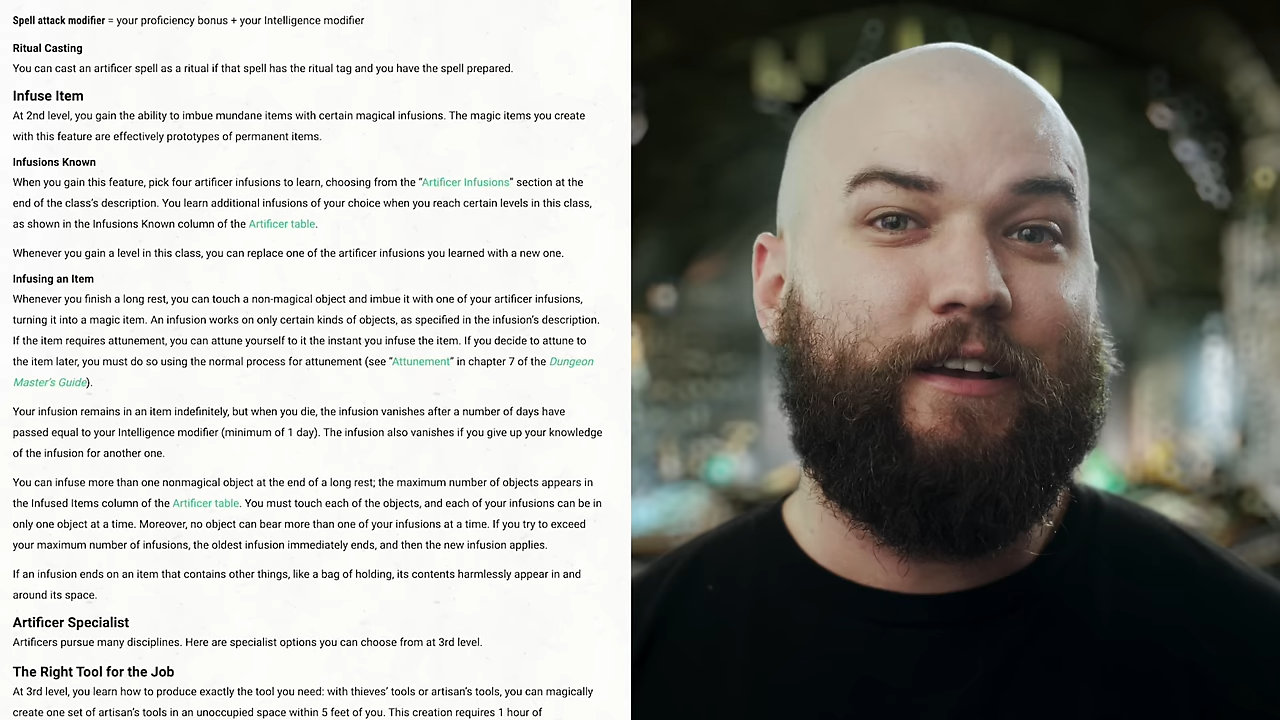 Spell attack modifier = your proficiency bonus + your Intelligence modifier
Ritual Casting
You can cast an artificer spell as a ritual if that spell has the ritual tag and you have the spell prepared.
Infuse Item
At 2nd level, you gain the ability to imbue mundane items with certain magical infusions. The magic items you create
with this feature are effectively prototypes of permanent items.
Infusions Known
When you gain this feature, pick four artificer infusions to learn, choosing from the “Artificer Infusions” section at the
end of the class’s description. You learn additional infusions of your choice when you reach certain levels in this class,
as shown in the Infusions Known column of the Artificer table.
Whenever you gain a level in this class, you can replace one of the artificer infusions you learned with a new one.
Infusing an Item
Whenever you finish a long rest, you can touch a non-magical object and imbue it with one of your artificer infusions,
turning it into a magic item. An infusion works on only certain kinds of objects, as specified in the infusion’s description.
If the item requires attunement, you can attune yourself to it the instant you infuse the item. If you decide to attune to
the item later, you must do so using the normal process for attunement (see “Attunement” in chapter 7 of the Dungeon
Master’s Guide).
Your infusion remains in an item indefinitely, but when you die, the infusion vanishes after a number of days have
passed equal to your Intelligence modifier (minimum of 1 day). The infusion also vanishes if you give up your knowledge
of the infusion for another one.
You can infuse more than one nonmagical object at the end of a long rest; the maximum number of objects appears in
the Infused Items column of the Artificer table. You must touch each of the objects, and each of your infusions can be in
only one object at a time. Moreover, no object can bear more than one of your infusions at a time. If you try to exceed
your maximum number of infusions, the oldest infusion immediately ends, and then the new infusion applies.
If an infusion ends on an item that contains other things, like a bag of holding, its contents harmlessly appear in and
around its space.
Artificer Specialist
Artificers pursue many disciplines. Here are specialist options you can choose from at 3rd level.
The Right Tool for the Job
At 3rd level, you learn how to produce exactly the tool you need: with thieves’ tools or artisan’s tools, you can magically
create one set of artisan’s tools in an unoccupied space within 5 feet of you. This creation requires 1 hour of